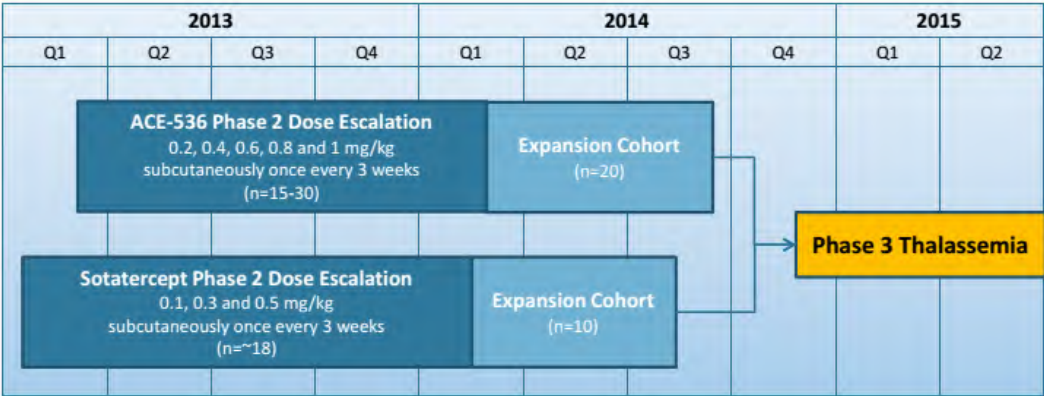 2013 2014 2015
Q1 Q2 Q3 Q4 Q1 Q2 Q3 Q4 Q1 Q2
ACE-536 Phase 2 Dose Escalation
0.2, 0.4, 0.6, 0.8 and 1 mg/kg
subcutaneously once every 3 weeks
(n=15-30)
Expansion Cohort
(n=20)
Phase 3 Thalassemia
Sotatercept Phase 2 Dose Escalation
0.1, 0.3 and 0.5 mg/kg
subcutaneously once every 3 weeks
(n=~18)
Expansion Cohort
(n=10)